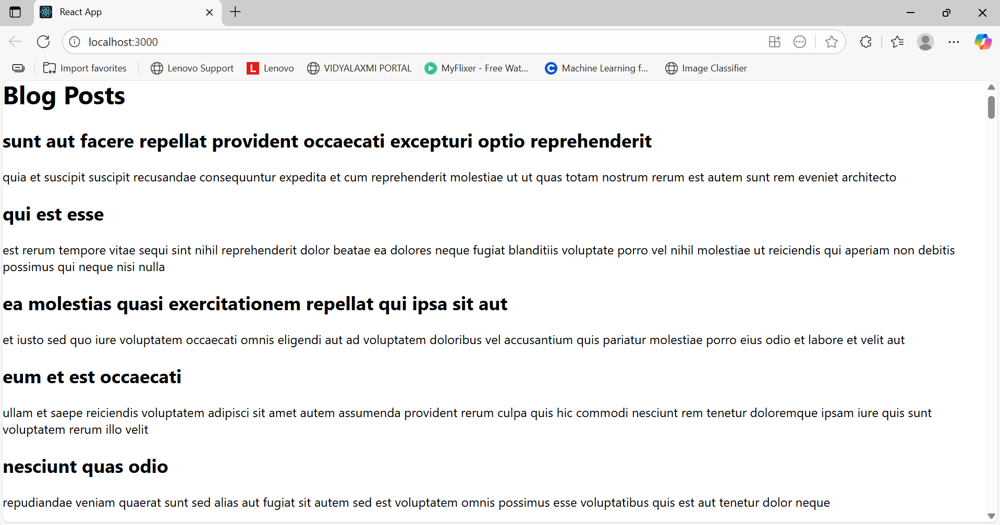 React App
localhost:3000
Import favorites
Lenovo Support
L Lenovo
VIDYALAXMI PORTAL
MyFlixer - Free Wat...
Machine Learning f...
Image Classifier
Blog Posts
sunt aut facere repellat provident occaecati excepturi optio reprehenderit
quia et suscipit suscipit recusandae consequuntur expedita et cum reprehenderit molestiae ut ut quas totam nostrum rerum est autem sunt rem eveniet architecto
qui est esse
est rerum tempore vitae sequi sint nihil reprehenderit dolor beatae ea dolores neque fugiat blanditiis voluptate porro vel nihil molestiae ut reiciendis qui aperiam non debitis
possimus qui neque nisi nulla
ea molestias quasi exercitationem repellat qui ipsa sit aut
et iusto sed quo iure voluptatem occaecati omnis eligendi aut ad voluptatem doloribus vel accusantium quis pariatur molestiae porro eius odio et labore et velit aut
eum et est occaecati
ullam et saepe reiciendis voluptatem adipisci sit amet autem assumenda provident rerum culpa quis hic commodi nesciunt rem tenetur doloremque ipsam iure quis sunt
voluptatem rerum illo velit
nesciunt quas odio
repudiandae veniam quaerat sunt sed alias aut fugiat sit autem sed est voluptatem omnis possimus esse voluptatibus quis est aut tenetur dolor neque